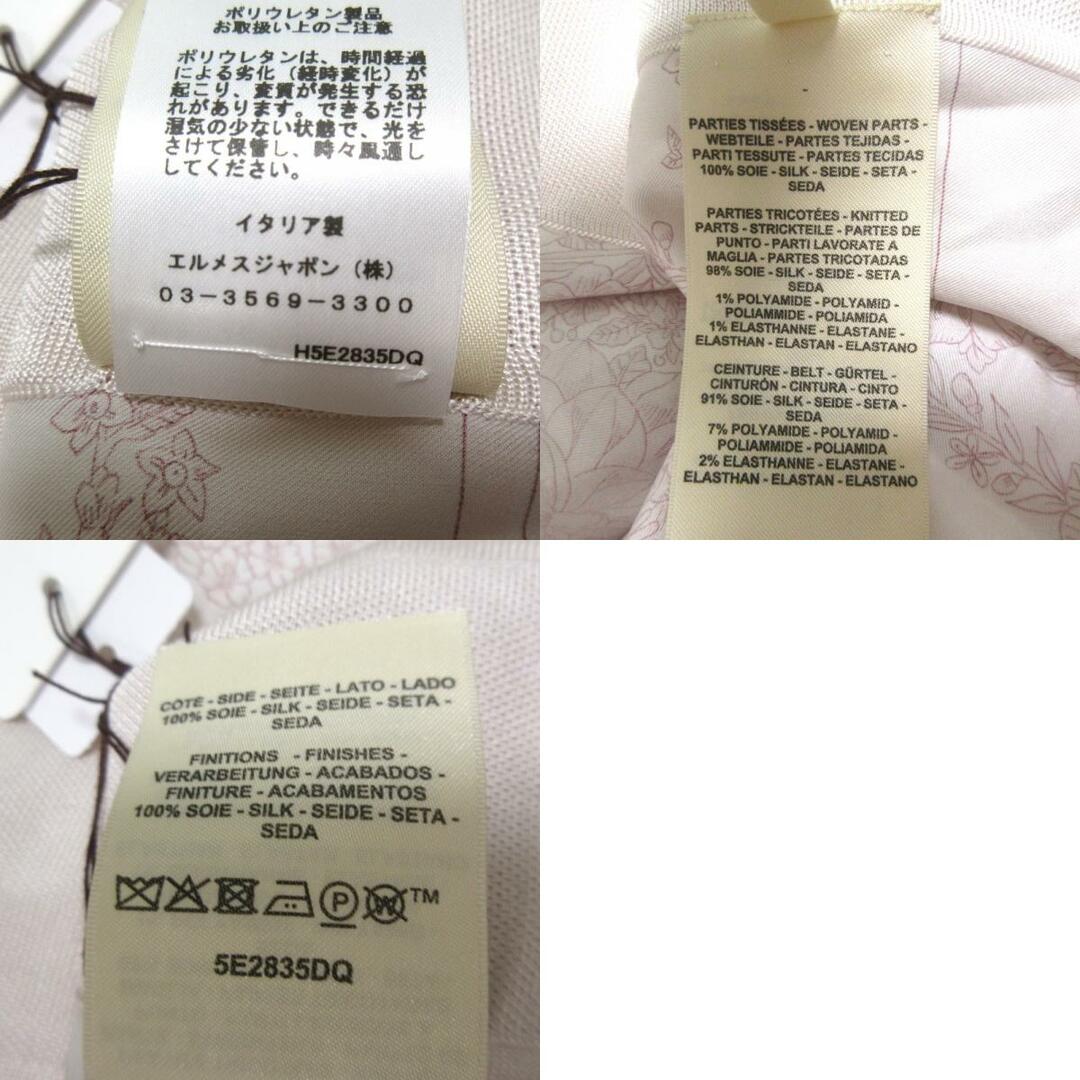 ポリウレタン製品
お取扱い上のご注意
ポリウレタンは、時間経過
による劣化（経時変化）が
起こり、変質が発生する恐
れがあります。できるだけ
湿気の少ない状態で、光を
さけて保管し、時々風通し
してください。
イタリア製
エルメスジャポン（株）
03-3569-3300
H5E2835DQ
PARTIES TISSÉES - WOVEN PARTS -
WEBTEILE - PARTES TEJIDAS -
PARTI TESSUTE - PARTES TECIDAS
100% SOIE - SILK - SEIDE - SETA -
SEDA
PARTIES TRICOTÉES - KNITTED
PARTS - STRICKTEILE - PARTES DE
PUNTO - PARTI LAVORATE A
MAGLIA - PARTES TRICOTADAS
98% SOIE - SILK - SEIDE - SETA -
SEDA
1% POLYAMIDE - POLYAMID -
POLIAMMIDE - POLIAMIDA
1% ELASTHANNE - ELASTANE -
ELASTHAN - ELASTAN - ELASTANO
CEINTURE - BELT - GÜRTEL -
CINTURÓN - CINTURA - CINTO
91% SOIE - SILK - SEIDE - SETA -
SEDA
7% POLYAMIDE - POLYAMID -
POLIAMMIDE - POLIAMIDA
2% ELASTHANNE - ELASTANE -
ELASTHAN - ELASTAN - ELASTANO
COTÉ - SIDE - SEITE - LATO - LADO
100% SOIE - SILK - SEIDE - SETA -
SEDA
FINITIONS - FINISHES -
VERARBEITUNG - ACABADOS -
FINITURE - ACABAMENTOS
100% SOIE - SILK - SEIDE - SETA -
SEDA
P W TM
5E2835DQ